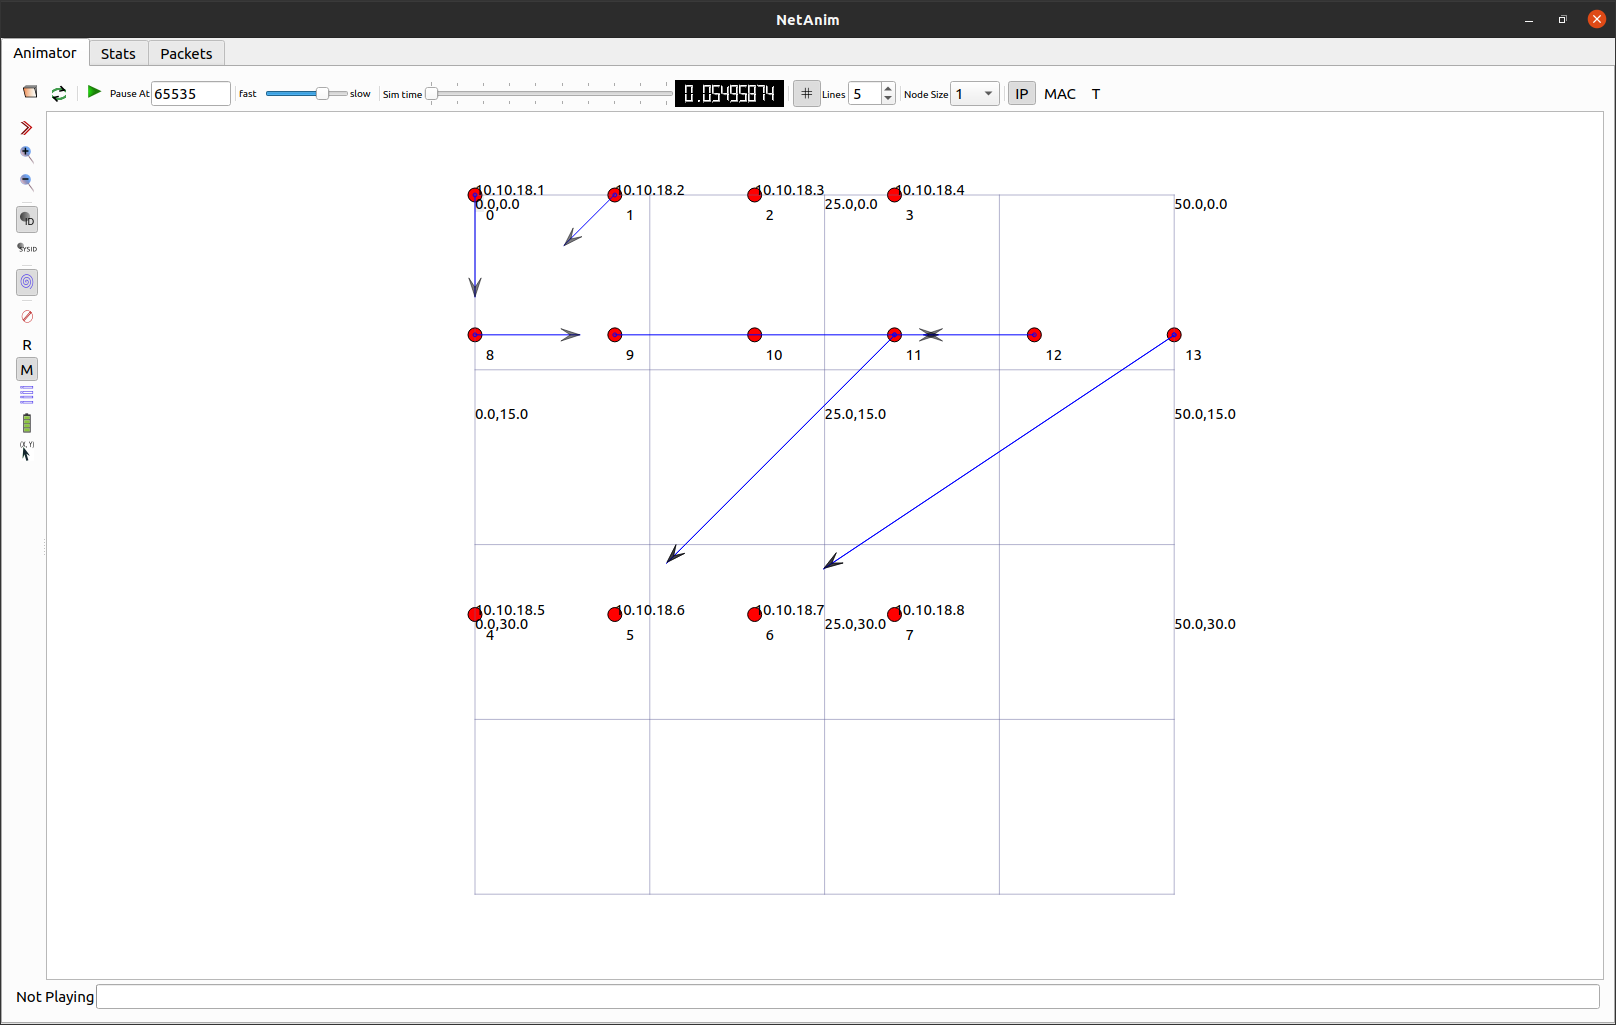 NetAnim
Animator Stats Packets
Pause At 65535 fast slow Sim time 0.05495874 # Lines 5 Node Size 1 IP MAC T
ID
SYSID
R
M
(X, Y)
10.10.18.1 10.10.18.2 10.10.18.3 10.10.18.4
0.0,0.0 25.0,0.0 50.0,0.0
0 1 2 3
8 9 10 11 12 13
0.0,15.0 25.0,15.0 50.0,15.0
10.10.18.5 10.10.18.6 10.10.18.7 10.10.18.8
0.0,30.0 25.0,30.0 50.0,30.0
4 5 6 7
Not Playing